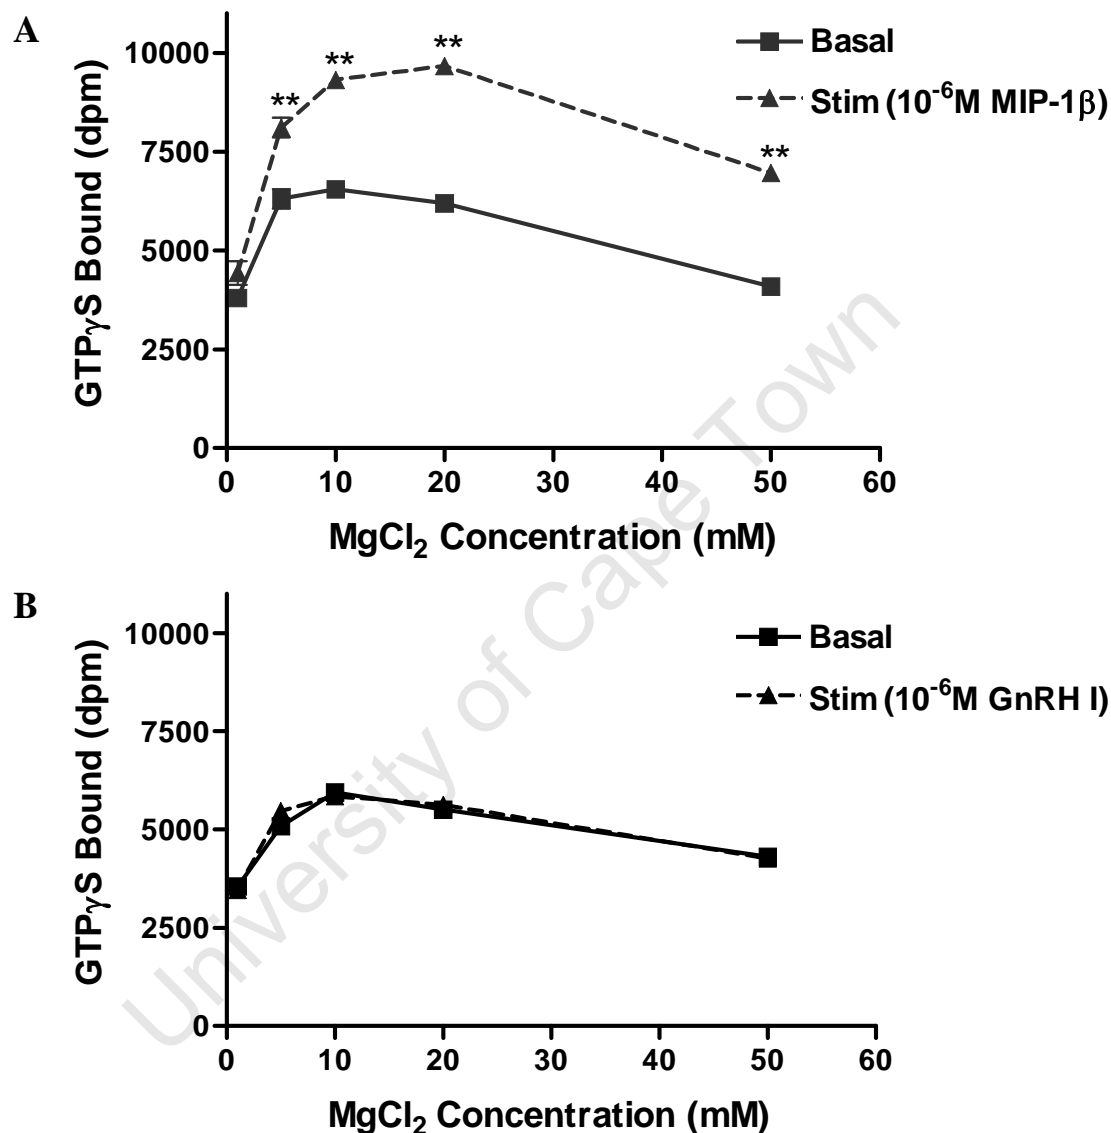 A
GTPγS Bound (dpm)
10000
7500
5000
2500
0
** ** ** **
Basal
Stim (10⁻⁶M MIP-1β)
0 10 20 30 40 50 60
MgCl₂ Concentration (mM)
B
GTPγS Bound (dpm)
10000
7500
5000
2500
0
Basal
Stim (10⁻⁶M GnRH I)
0 10 20 30 40 50 60
MgCl₂ Concentration (mM)
University of Cape Town